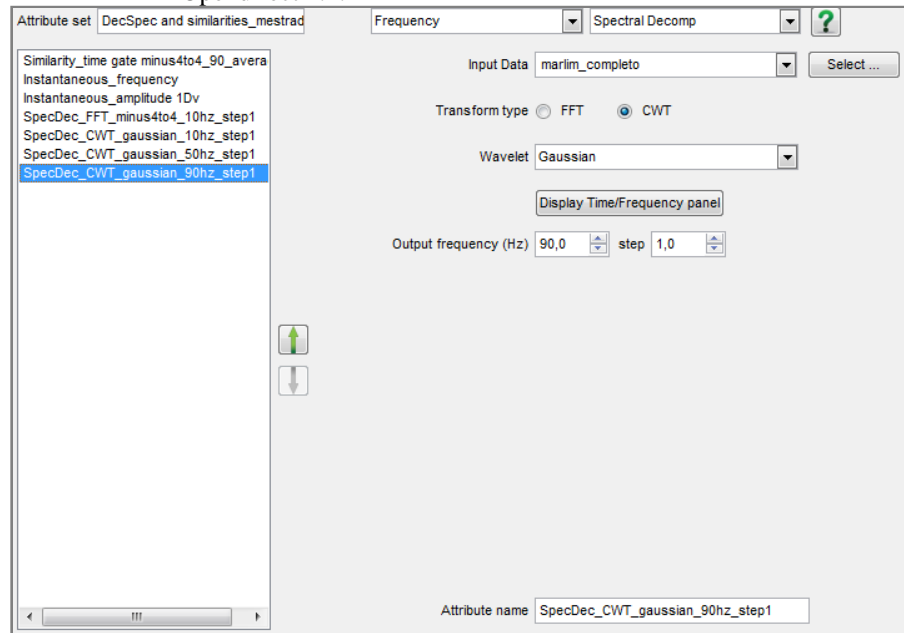 Attribute set DecSpec and similarities_mestrad Frequency Spectral Decomp ?
Similarity_time gate minus4to4_90_avera
Instantaneous_frequency
Instantaneous_amplitude 1Dv
SpecDec_FFT_minus4to4_10hz_step1
SpecDec_CWT_gaussian_10hz_step1
SpecDec_CWT_gaussian_50hz_step1
SpecDec_CWT_gaussian_90hz_step1
Input Data marlim_completo Select ...
Transform type FFT CWT
Wavelet Gaussian
Display Time/Frequency panel
Output frequency (Hz) 90,0 step 1,0
Attribute name SpecDec_CWT_gaussian_90hz_step1